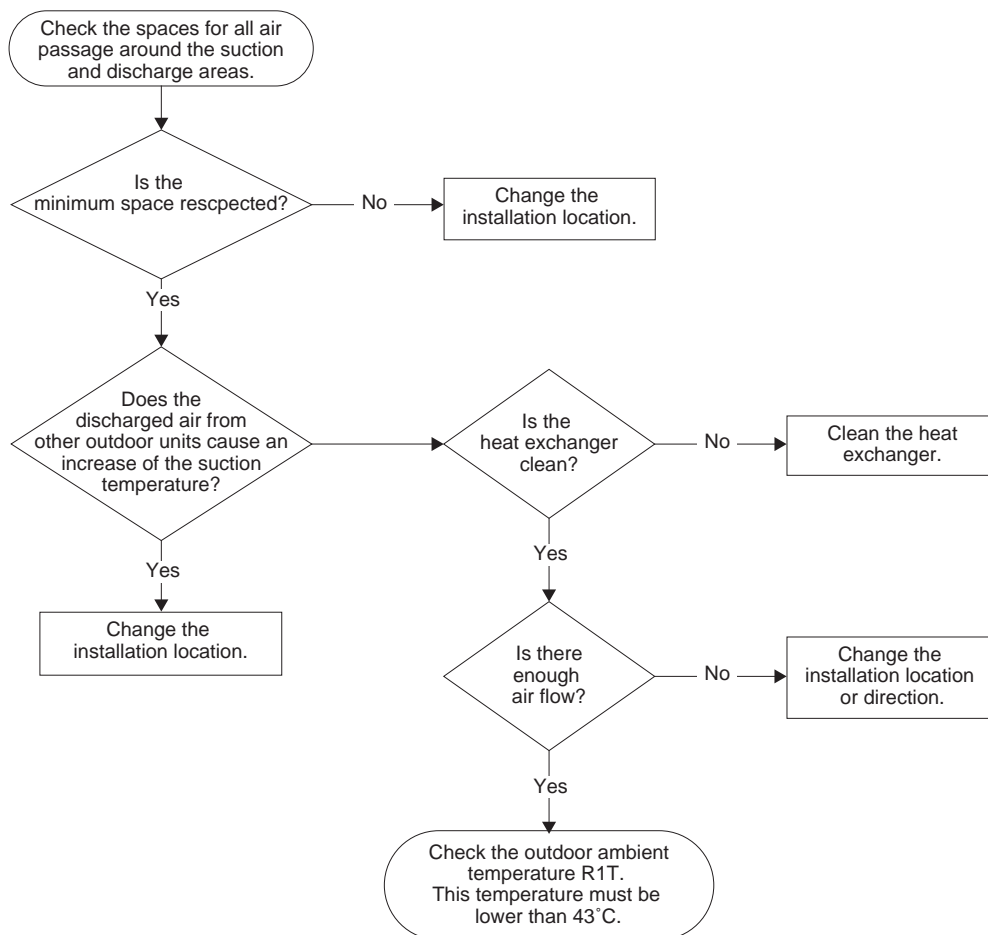 Check the spaces for all air
passage around the suction
and discharge areas.
Is the
minimum space rescpected?
No
Change the
installation location.
Yes
Does the
discharged air from
other outdoor units cause an
increase of the suction
temperature?
Is the
heat exchanger
clean?
No
Clean the heat
exchanger.
Yes
Change the
installation location.
Yes
Is there
enough
air flow?
No
Change the
installation location
or direction.
Yes
Check the outdoor ambient
temperature R1T.
This temperature must be
lower than 43˚C.